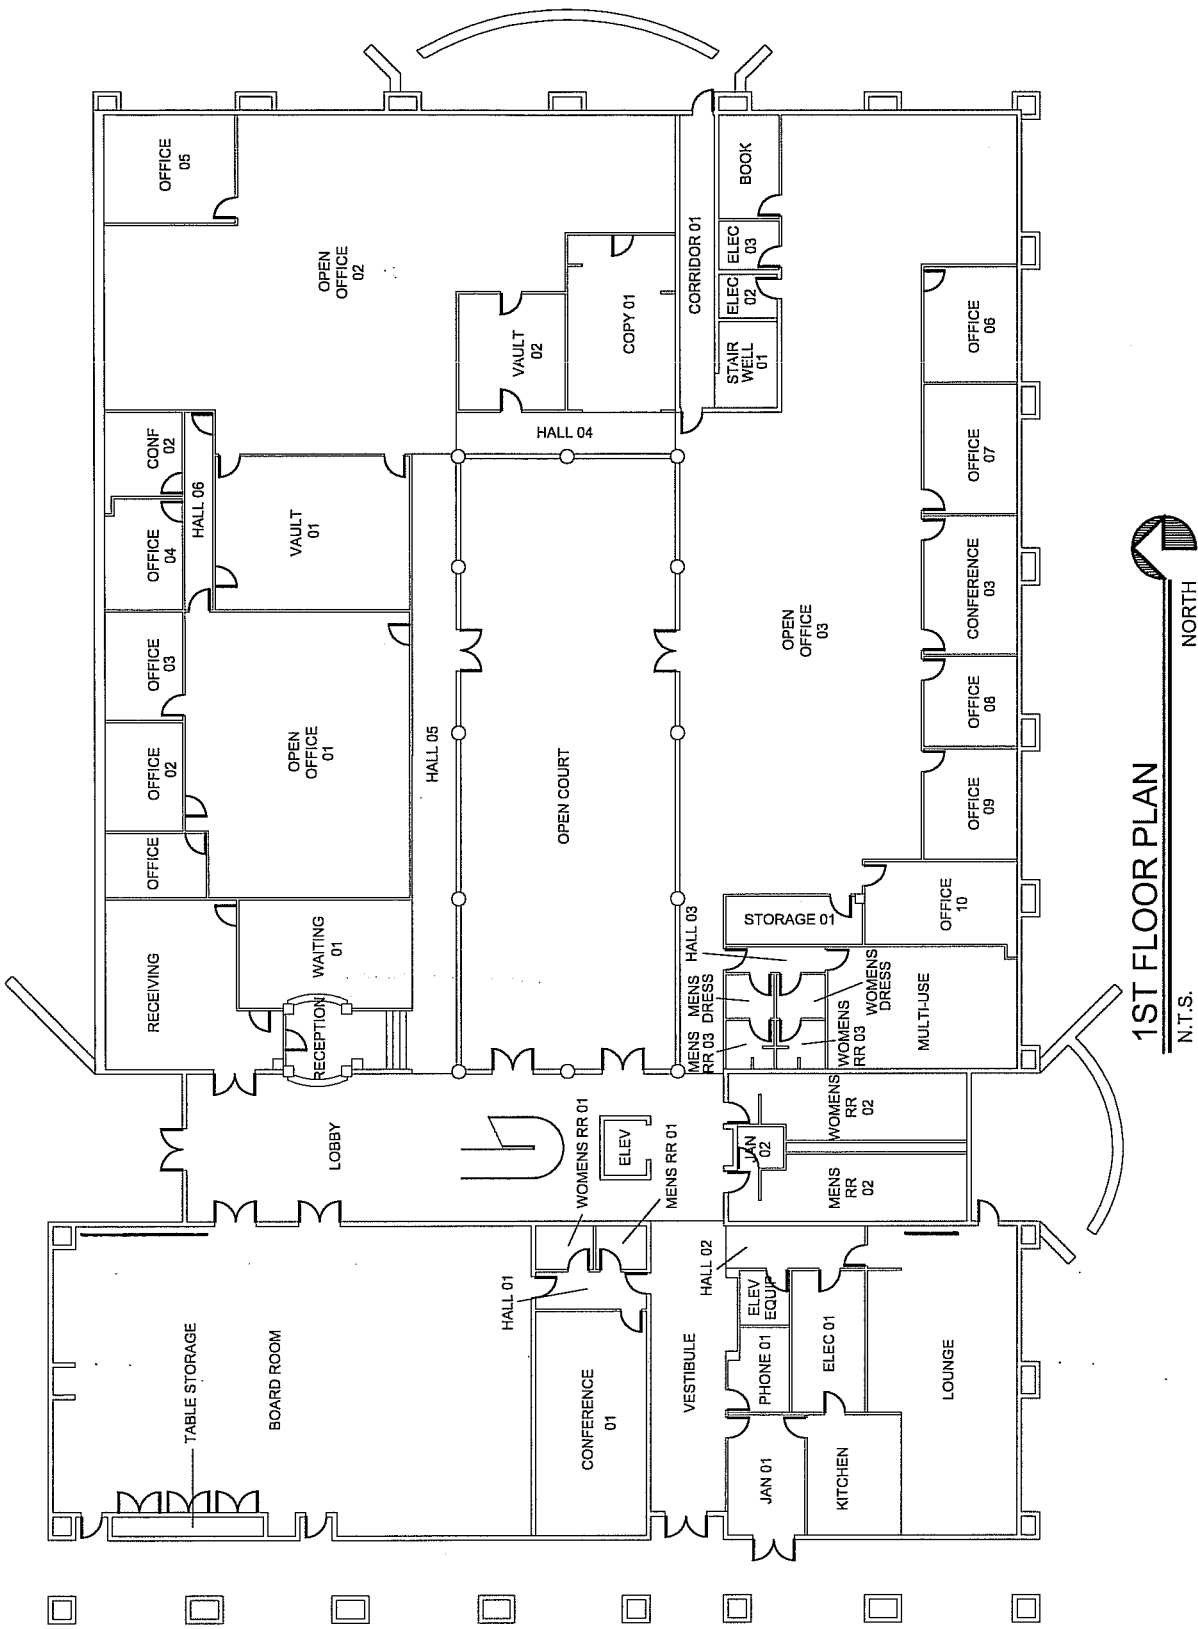 OFFICE
05
OPEN
OFFICE
02
BOOK
ELEC
03
ELEC
02
STAIR
WELL
01
CORRIDOR 01
COPY 01
VAULT
02
HALL 04
CONF
02
HALL 06
OFFICE
04
VAULT
01
OFFICE
03
OFFICE
02
OFFICE
OPEN
OFFICE
01
HALL 05
OPEN COURT
OPEN
OFFICE
03
OFFICE
06
OFFICE
07
CONFERENCE
03
OFFICE
08
OFFICE
09
OFFICE
10
STORAGE 01
HALL 03
MENS
DRESS
WOMENS
DRESS
MENS
RR 03
WOMENS
RR 03
MULTI-USE
RECEIVING
WAITING
01
RECEPTION
LOBBY
WOMENS RR 01
ELEV
MENS RR 01
JAN
02
WOMENS
RR
02
MENS
RR
02
HALL 01
HALL 02
ELEV
EQUIP
TABLE STORAGE
BOARD ROOM
CONFERENCE
01
VESTIBULE
PHONE 01
ELEC 01
LOUNGE
JAN 01
KITCHEN
1ST FLOOR PLAN
N.T.S.
NORTH